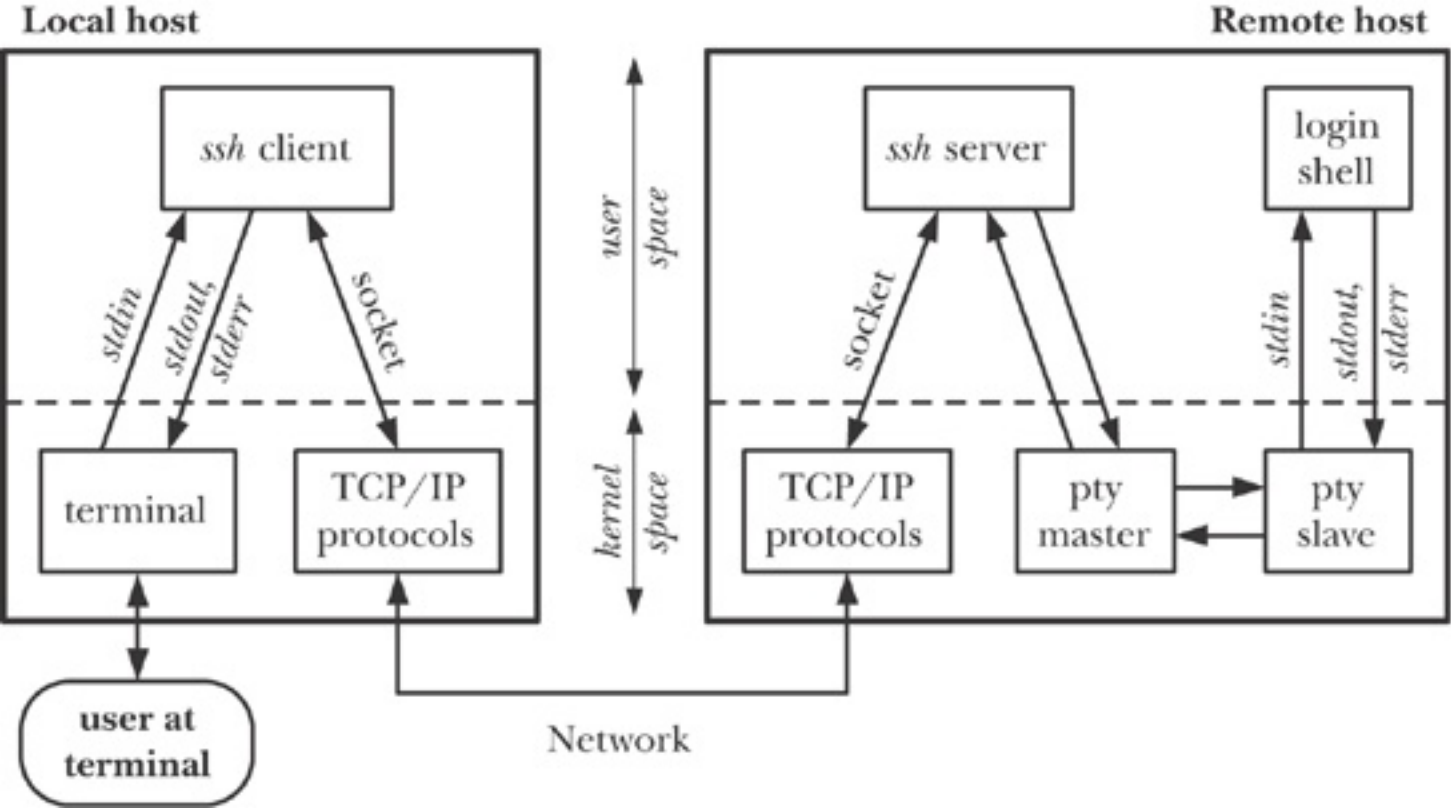 Local host
Remote host
ssh client
ssh server
login
shell
stdin
stdout,
stderr
socket
user
space
socket
stdin
stdout,
stderr
terminal
TCP/IP
protocols
kernel
space
TCP/IP
protocols
pty
master
pty
slave
user at
terminal
Network